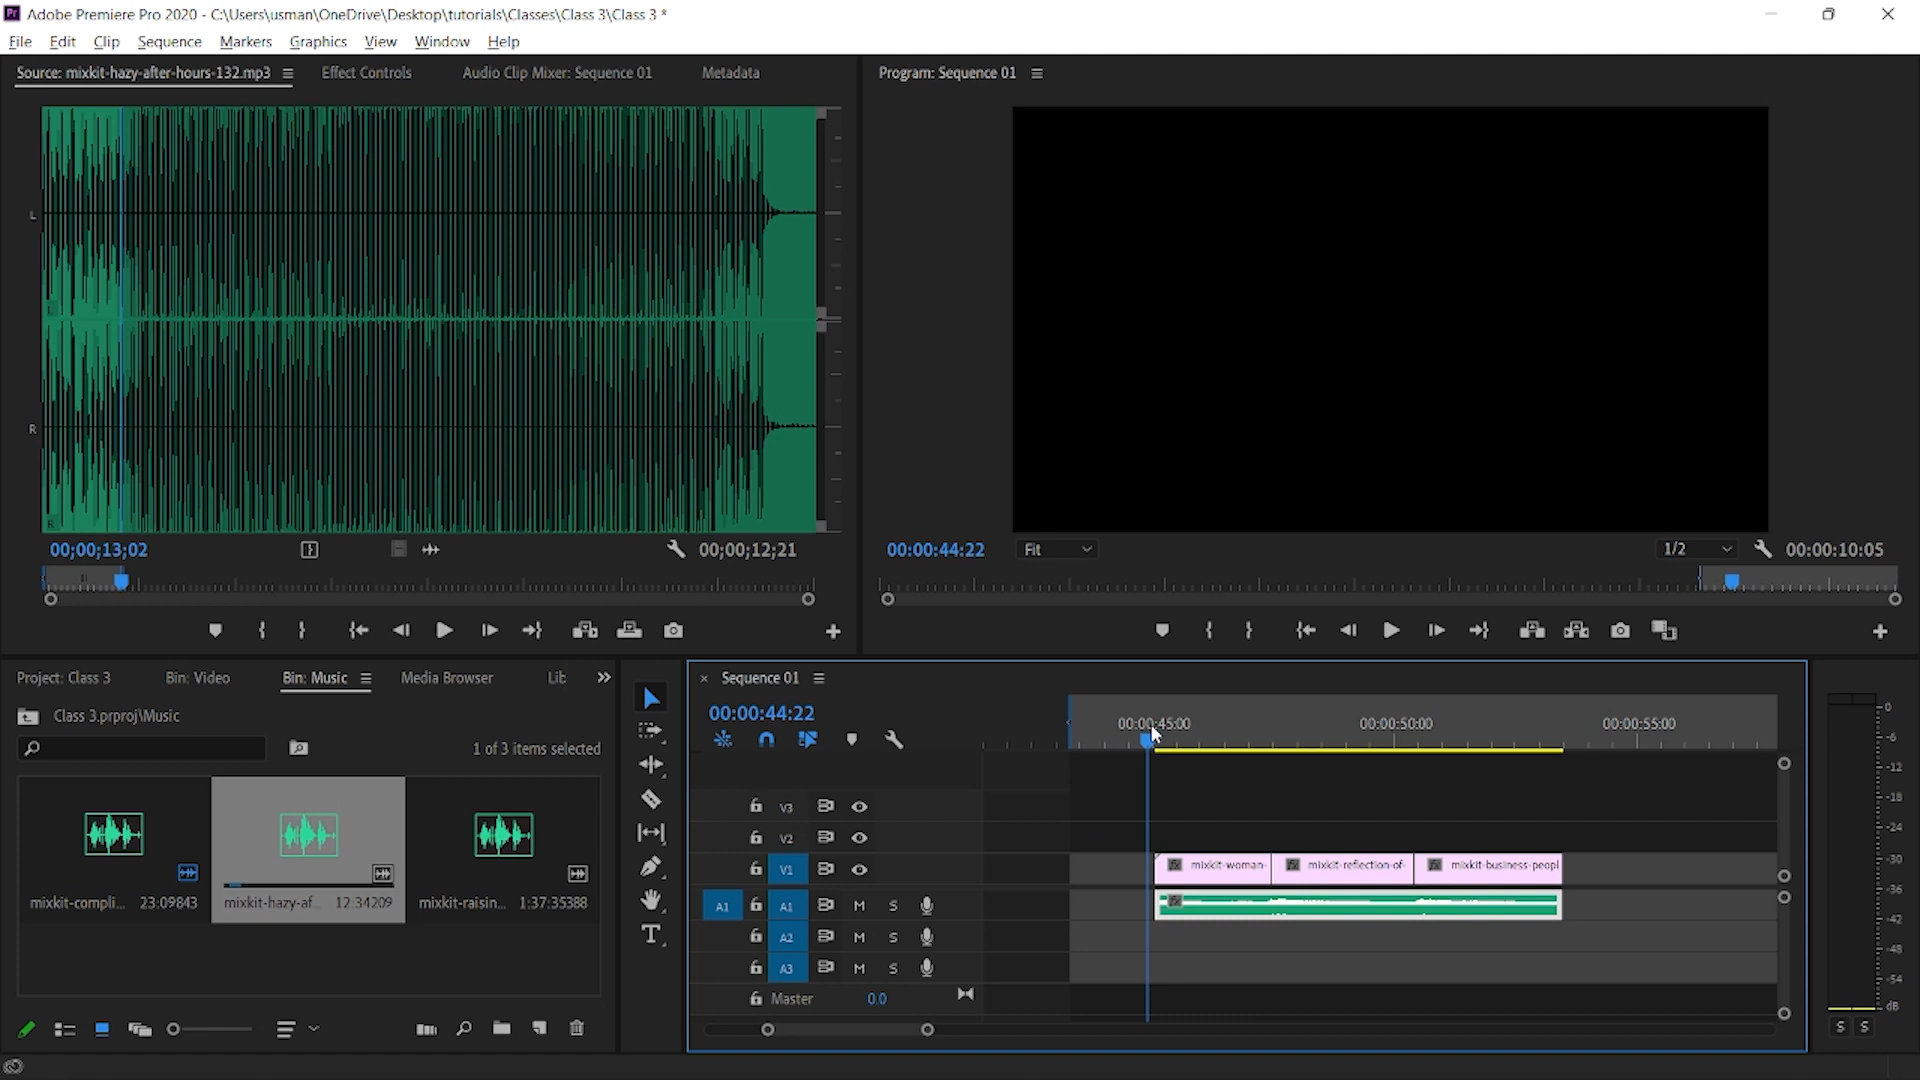 Pr Adobe Premiere Pro 2020 - C:\Users\usman\OneDrive\Desktop\tutorials\Classes\Class 3\Class 3 *
File Edit Clip Sequence Markers Graphics View Window Help
Source: mixkit-hazy-after-hours-132.mp3 Effect Controls Audio Clip Mixer: Sequence 01 Metadata
Program: Sequence 01
L
R
L
R
00;00;13;02
00;00;12;21
00:00:44:22
Fit
1/2
00:00:10:05
Project: Class 3 Bin: Video Bin: Music Media Browser Lib
Class 3.prproj\Music
1 of 3 items selected
mixkit-compli... 23:09843
mixkit-hazy-af... 12:34209
mixkit-raisin... 1:37:35388
Sequence 01
00:00:44:22
00:00:45:00 00:00:50:00 00:00:55:00
V3
V2
V1
mixkit-woman- mixkit-reflection-of- mixkit-business-peopl
fx fx fx
A1 A1 M S
fx
A2 M S
A3 M S
Master 0.0
T
0
-6
-12
-18
-24
-30
-36
-42
-48
-54
dB
S S